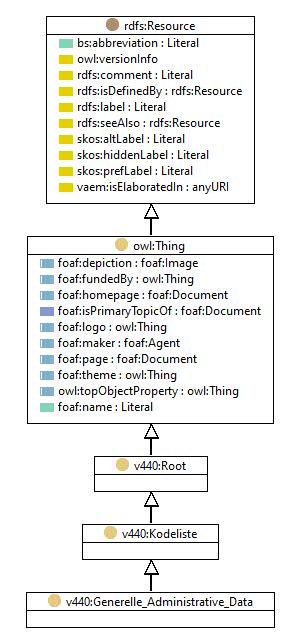 rdfs:Resource
bs:abbreviation : Literal
owl:versionInfo
rdfs:comment : Literal
rdfs:isDefinedBy : rdfs:Resource
rdfs:label : Literal
rdfs:seeAlso : rdfs:Resource
skos:altLabel : Literal
skos:hiddenLabel : Literal
skos:prefLabel : Literal
vaem:isElaboratedIn : anyURI
owl:Thing
foaf:depiction : foaf:Image
foaf:fundedBy : owl:Thing
foaf:homepage : foaf:Document
foaf:isPrimaryTopicOf : foaf:Document
foaf:logo : owl:Thing
foaf:maker : foaf:Agent
foaf:page : foaf:Document
foaf:theme : owl:Thing
owl:topObjectProperty : owl:Thing
foaf:name : Literal
v440:Root
v440:Kodeliste
v440:Generelle_Administrative_Data